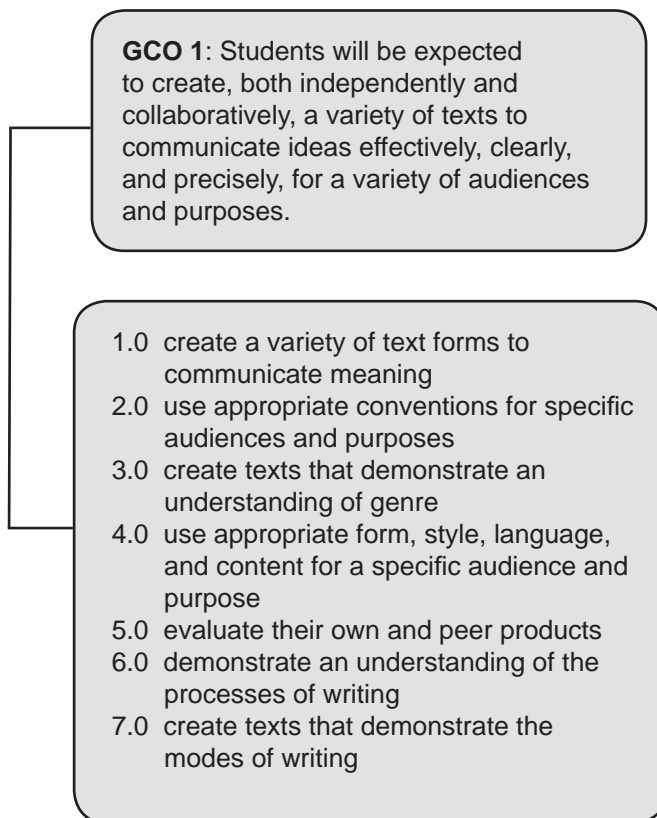 GCO 1: Students will be expected
to create, both independently and
collaboratively, a variety of texts to
communicate ideas effectively, clearly,
and precisely, for a variety of audiences
and purposes.
1.0 create a variety of text forms to
communicate meaning
2.0 use appropriate conventions for specific
audiences and purposes
3.0 create texts that demonstrate an
understanding of genre
4.0 use appropriate form, style, language,
and content for a specific audience and
purpose
5.0 evaluate their own and peer products
6.0 demonstrate an understanding of the
processes of writing
7.0 create texts that demonstrate the
modes of writing